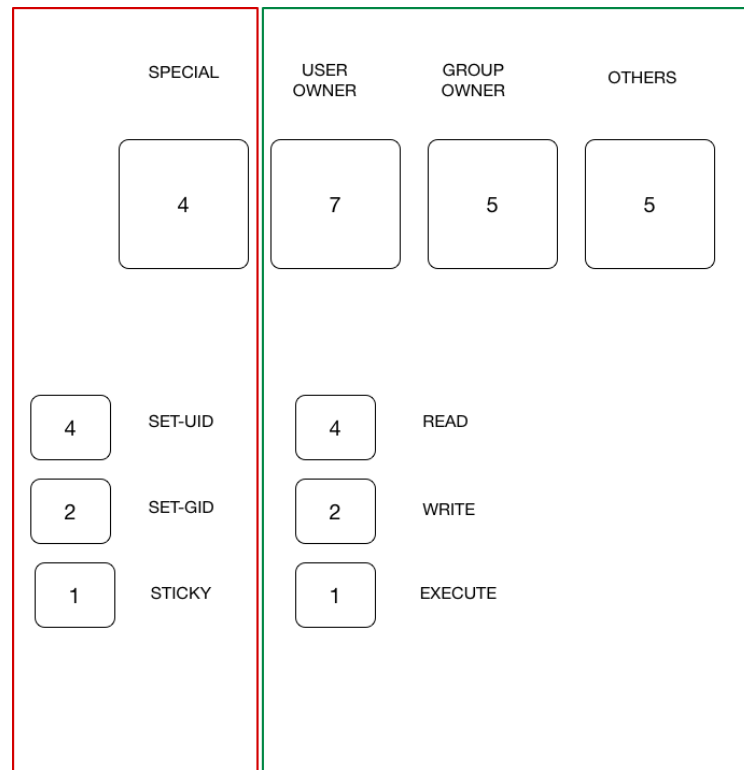 SPECIAL
USER
OWNER
GROUP
OWNER
OTHERS
4
7
5
5
4 SET-UID
4 READ
2 SET-GID
2 WRITE
1 STICKY
1 EXECUTE